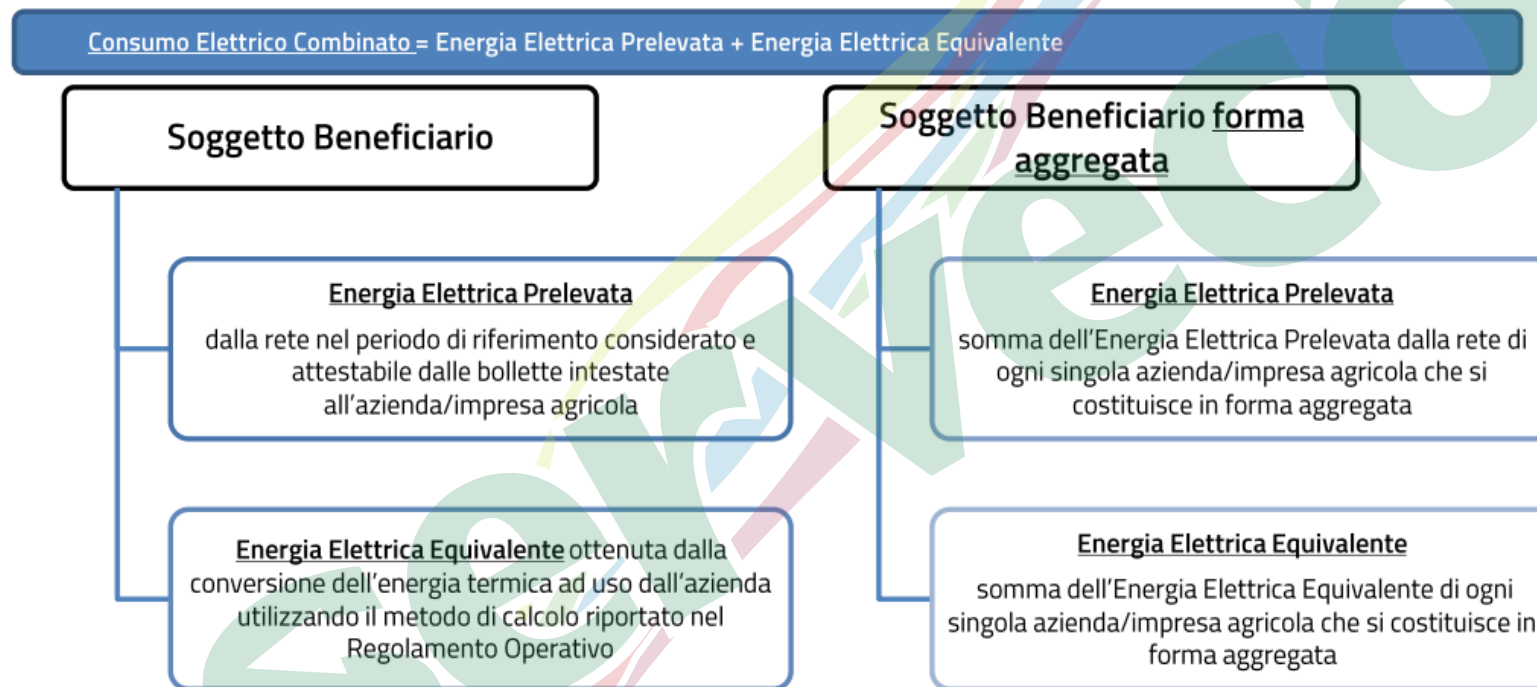 Consumo Elettrico Combinato = Energia Elettrica Prelevata + Energia Elettrica Equivalente
Soggetto Beneficiario
Soggetto Beneficiario forma
aggregata
Energia Elettrica Prelevata
dalla rete nel periodo di riferimento considerato e
attestabile dalle bollette intestate
all'azienda/impresa agricola
Energia Elettrica Prelevata
somma dell'Energia Elettrica Prelevata dalla rete di
ogni singola azienda/impresa agricola che si
costituisce in forma aggregata
Energia Elettrica Equivalente ottenuta dalla
conversione dell'energia termica ad uso dall'azienda
utilizzando il metodo di calcolo riportato nel
Regolamento Operativo
Energia Elettrica Equivalente
somma dell'Energia Elettrica Equivalente di ogni
singola azienda/impresa agricola che si costituisce in
forma aggregata
serveco